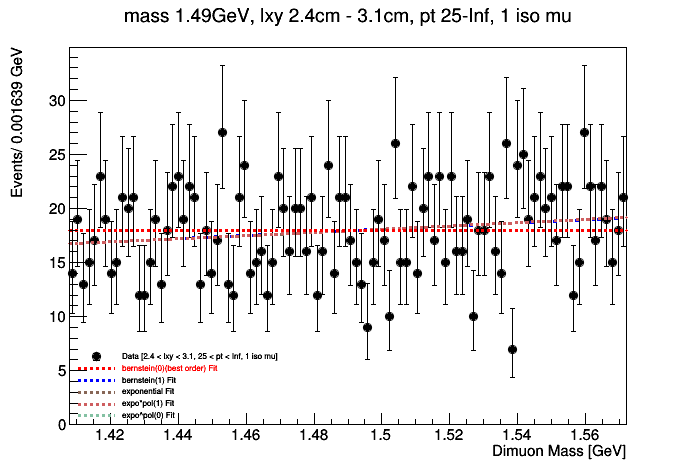 mass 1.49GeV, lxy 2.4cm - 3.1cm, pt 25-Inf, 1 iso mu
Events/ 0.001639 GeV
30
25
20
15
10
5
0
Data [2.4 < lxy < 3.1, 25 < pt < Inf, 1 iso mu]
bernstein(0)(best order) Fit
bernstein(1) Fit
exponential Fit
expo*pol(1) Fit
expo*pol(0) Fit
1.42 1.44 1.46 1.48 1.5 1.52 1.54 1.56
Dimuon Mass [GeV]